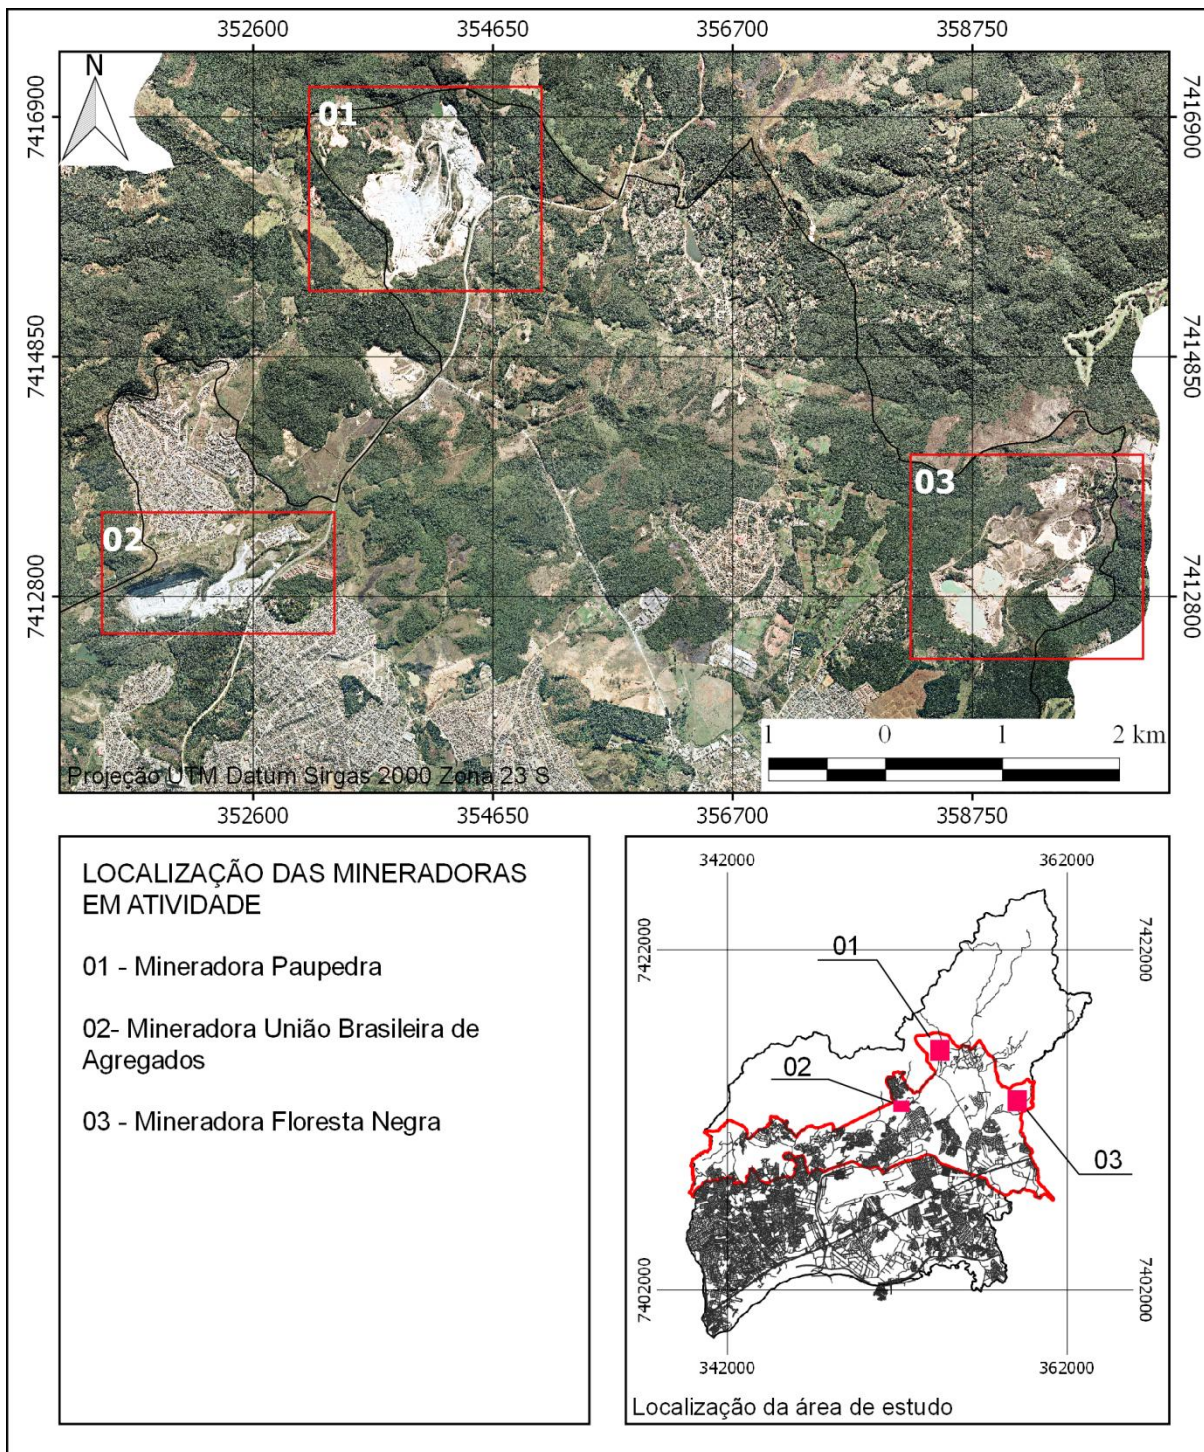 352600 354650 356700 358750
N
7416900
7416900
01
7414850
7414850
03
02
7412800
7412800
1 0 1 2 km
Projeção UTM Datum Sirgas 2000 Zona 23 S
352600 354650 356700 358750
LOCALIZAÇÃO DAS MINERADORAS
EM ATIVIDADE
01 - Mineradora Paupedra
02- Mineradora União Brasileira de
Agregados
03 - Mineradora Floresta Negra
342000 362000
7422000
7422000
01
02
03
7402000
7402000
342000 362000
Localização da área de estudo